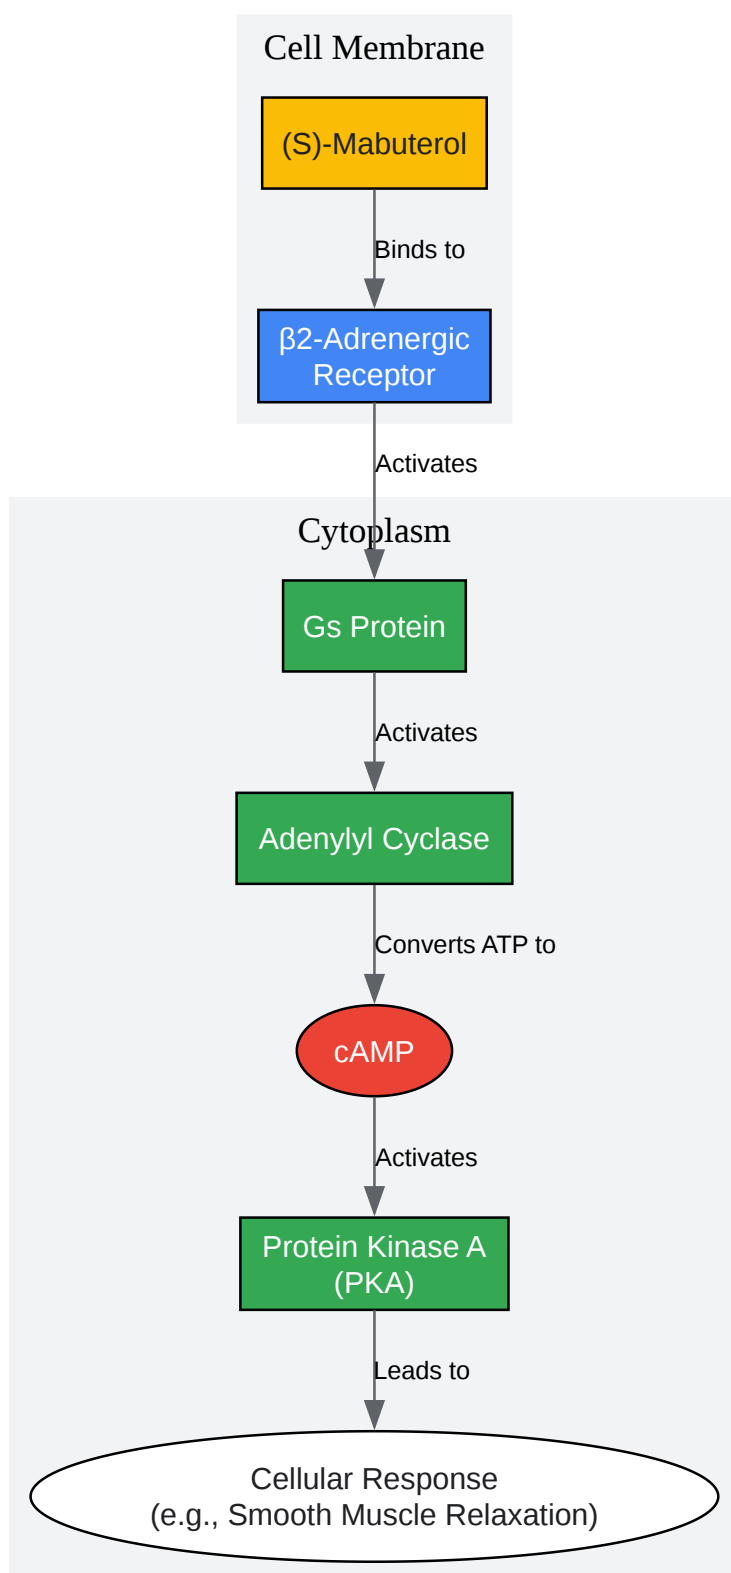 Cell Membrane
(S)-Mabuterol
Binds to
β2-Adrenergic
Receptor
Activates
Cytoplasm
Gs Protein
Activates
Adenylyl Cyclase
Converts ATP to
cAMP
Activates
Protein Kinase A
(PKA)
Leads to
Cellular Response
(e.g., Smooth Muscle Relaxation)